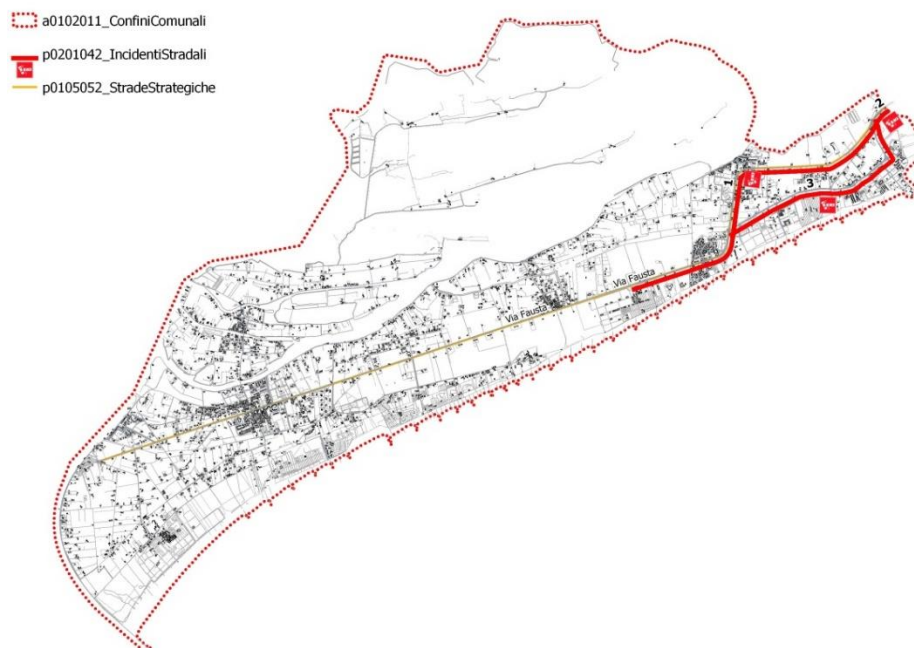 a0102011_ConfiniComunali
p0201042_IncidentiStradali
p0105052_StradeStrategiche
2
1
3
Via Fausta
Via Fausta